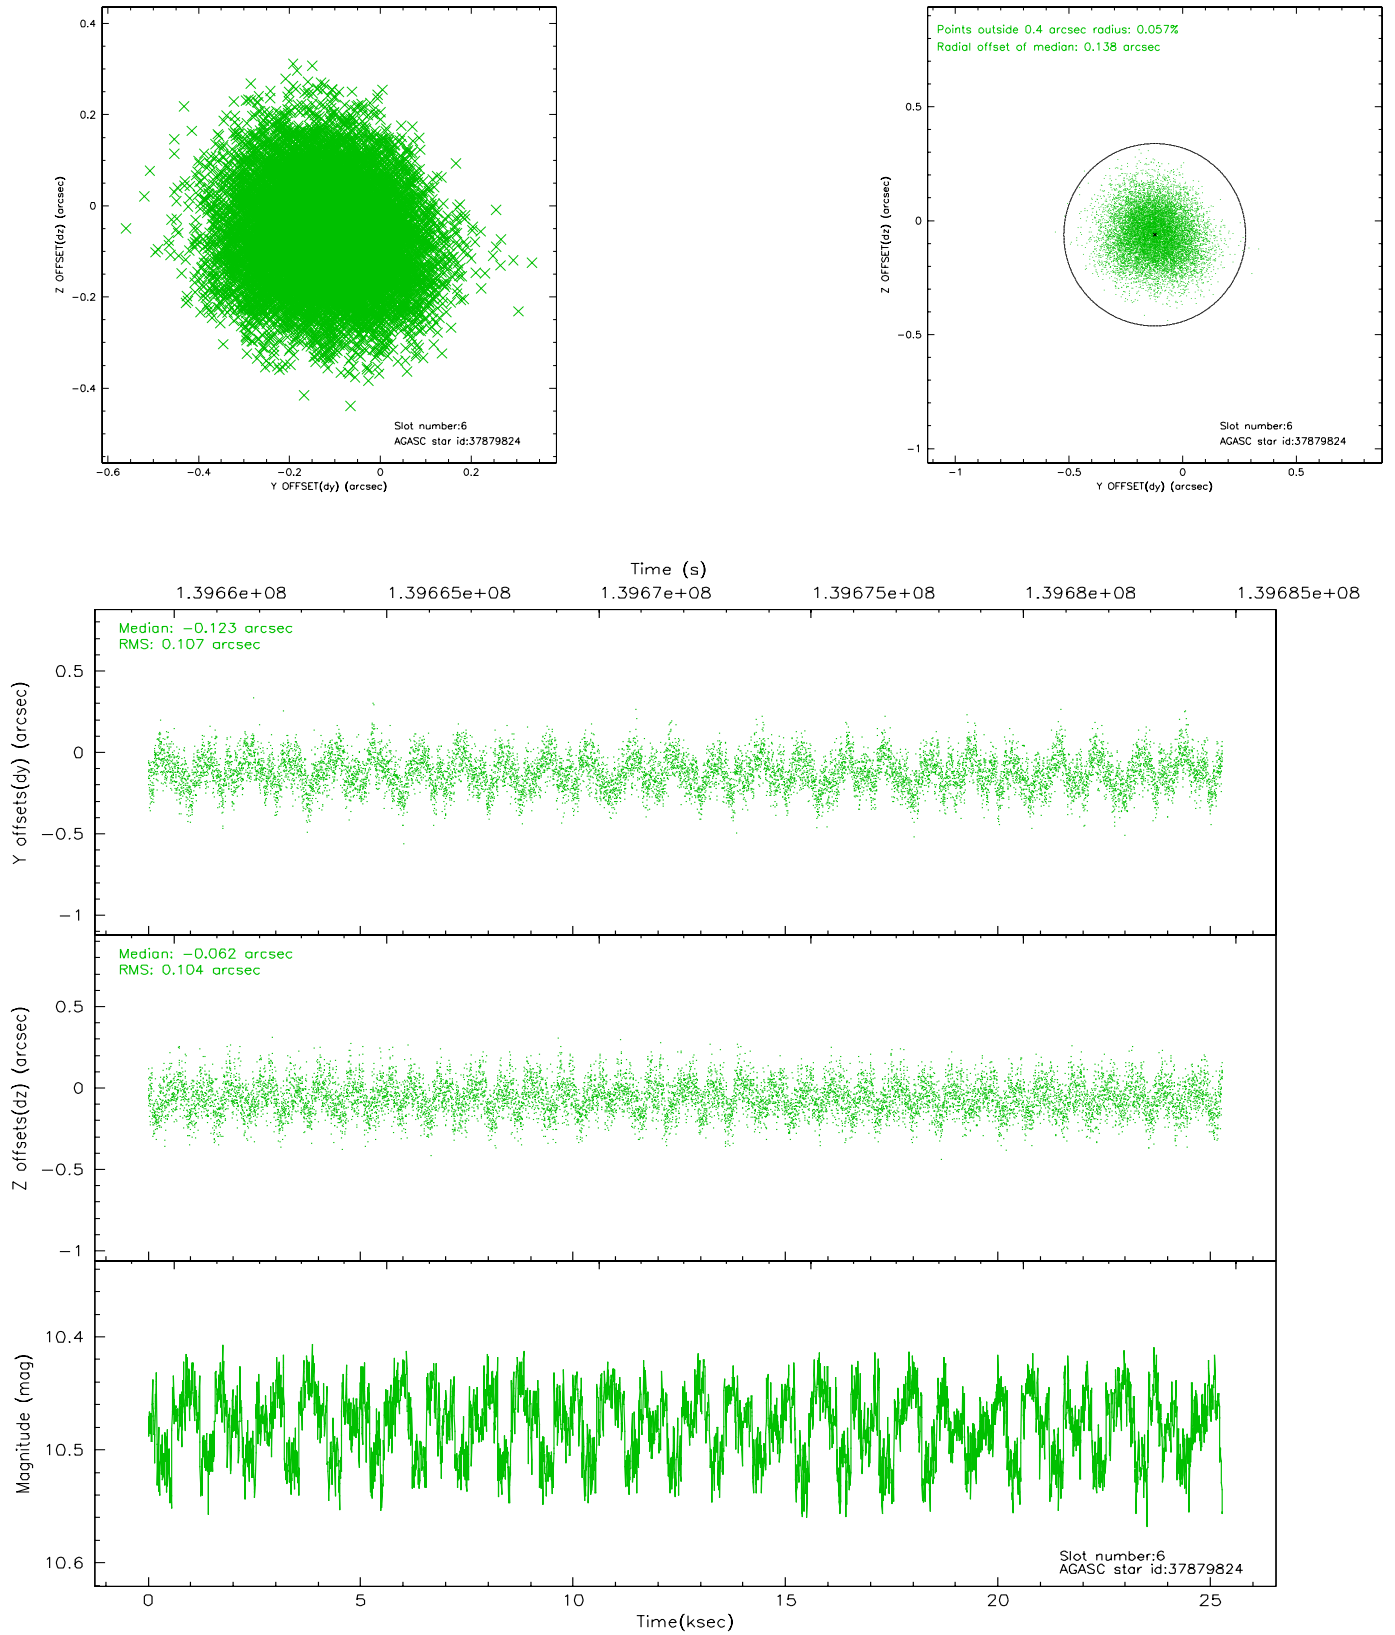 0.4
0.2
0
−0.2
−0.4
Z OFFSET(dz) (arcsec)
−0.6
−0.4
−0.2
0
0.2
Y OFFSET(dy) (arcsec)
Slot number:6
AGASC star id:37879824
Points outside 0.4 arcsec radius: 0.057%
Radial offset of median: 0.138 arcsec
0.5
0
−0.5
−1
Z OFFSET(dz) (arcsec)
−1
−0.5
0
0.5
Y OFFSET(dy) (arcsec)
Slot number:6
AGASC star id:37879824
Time (s)
1.3966e+08
1.39665e+08
1.3967e+08
1.39675e+08
1.3968e+08
1.39685e+08
Median: −0.123 arcsec
RMS: 0.107 arcsec
0.5
0
−0.5
−1
Y offsets(dy) (arcsec)
Median: −0.062 arcsec
RMS: 0.104 arcsec
0.5
0
−0.5
−1
Z offsets(dz) (arcsec)
10.4
10.5
10.6
Magnitude (mag)
Slot number:6
AGASC star id:37879824
0
5
10
15
20
25
Time(ksec)